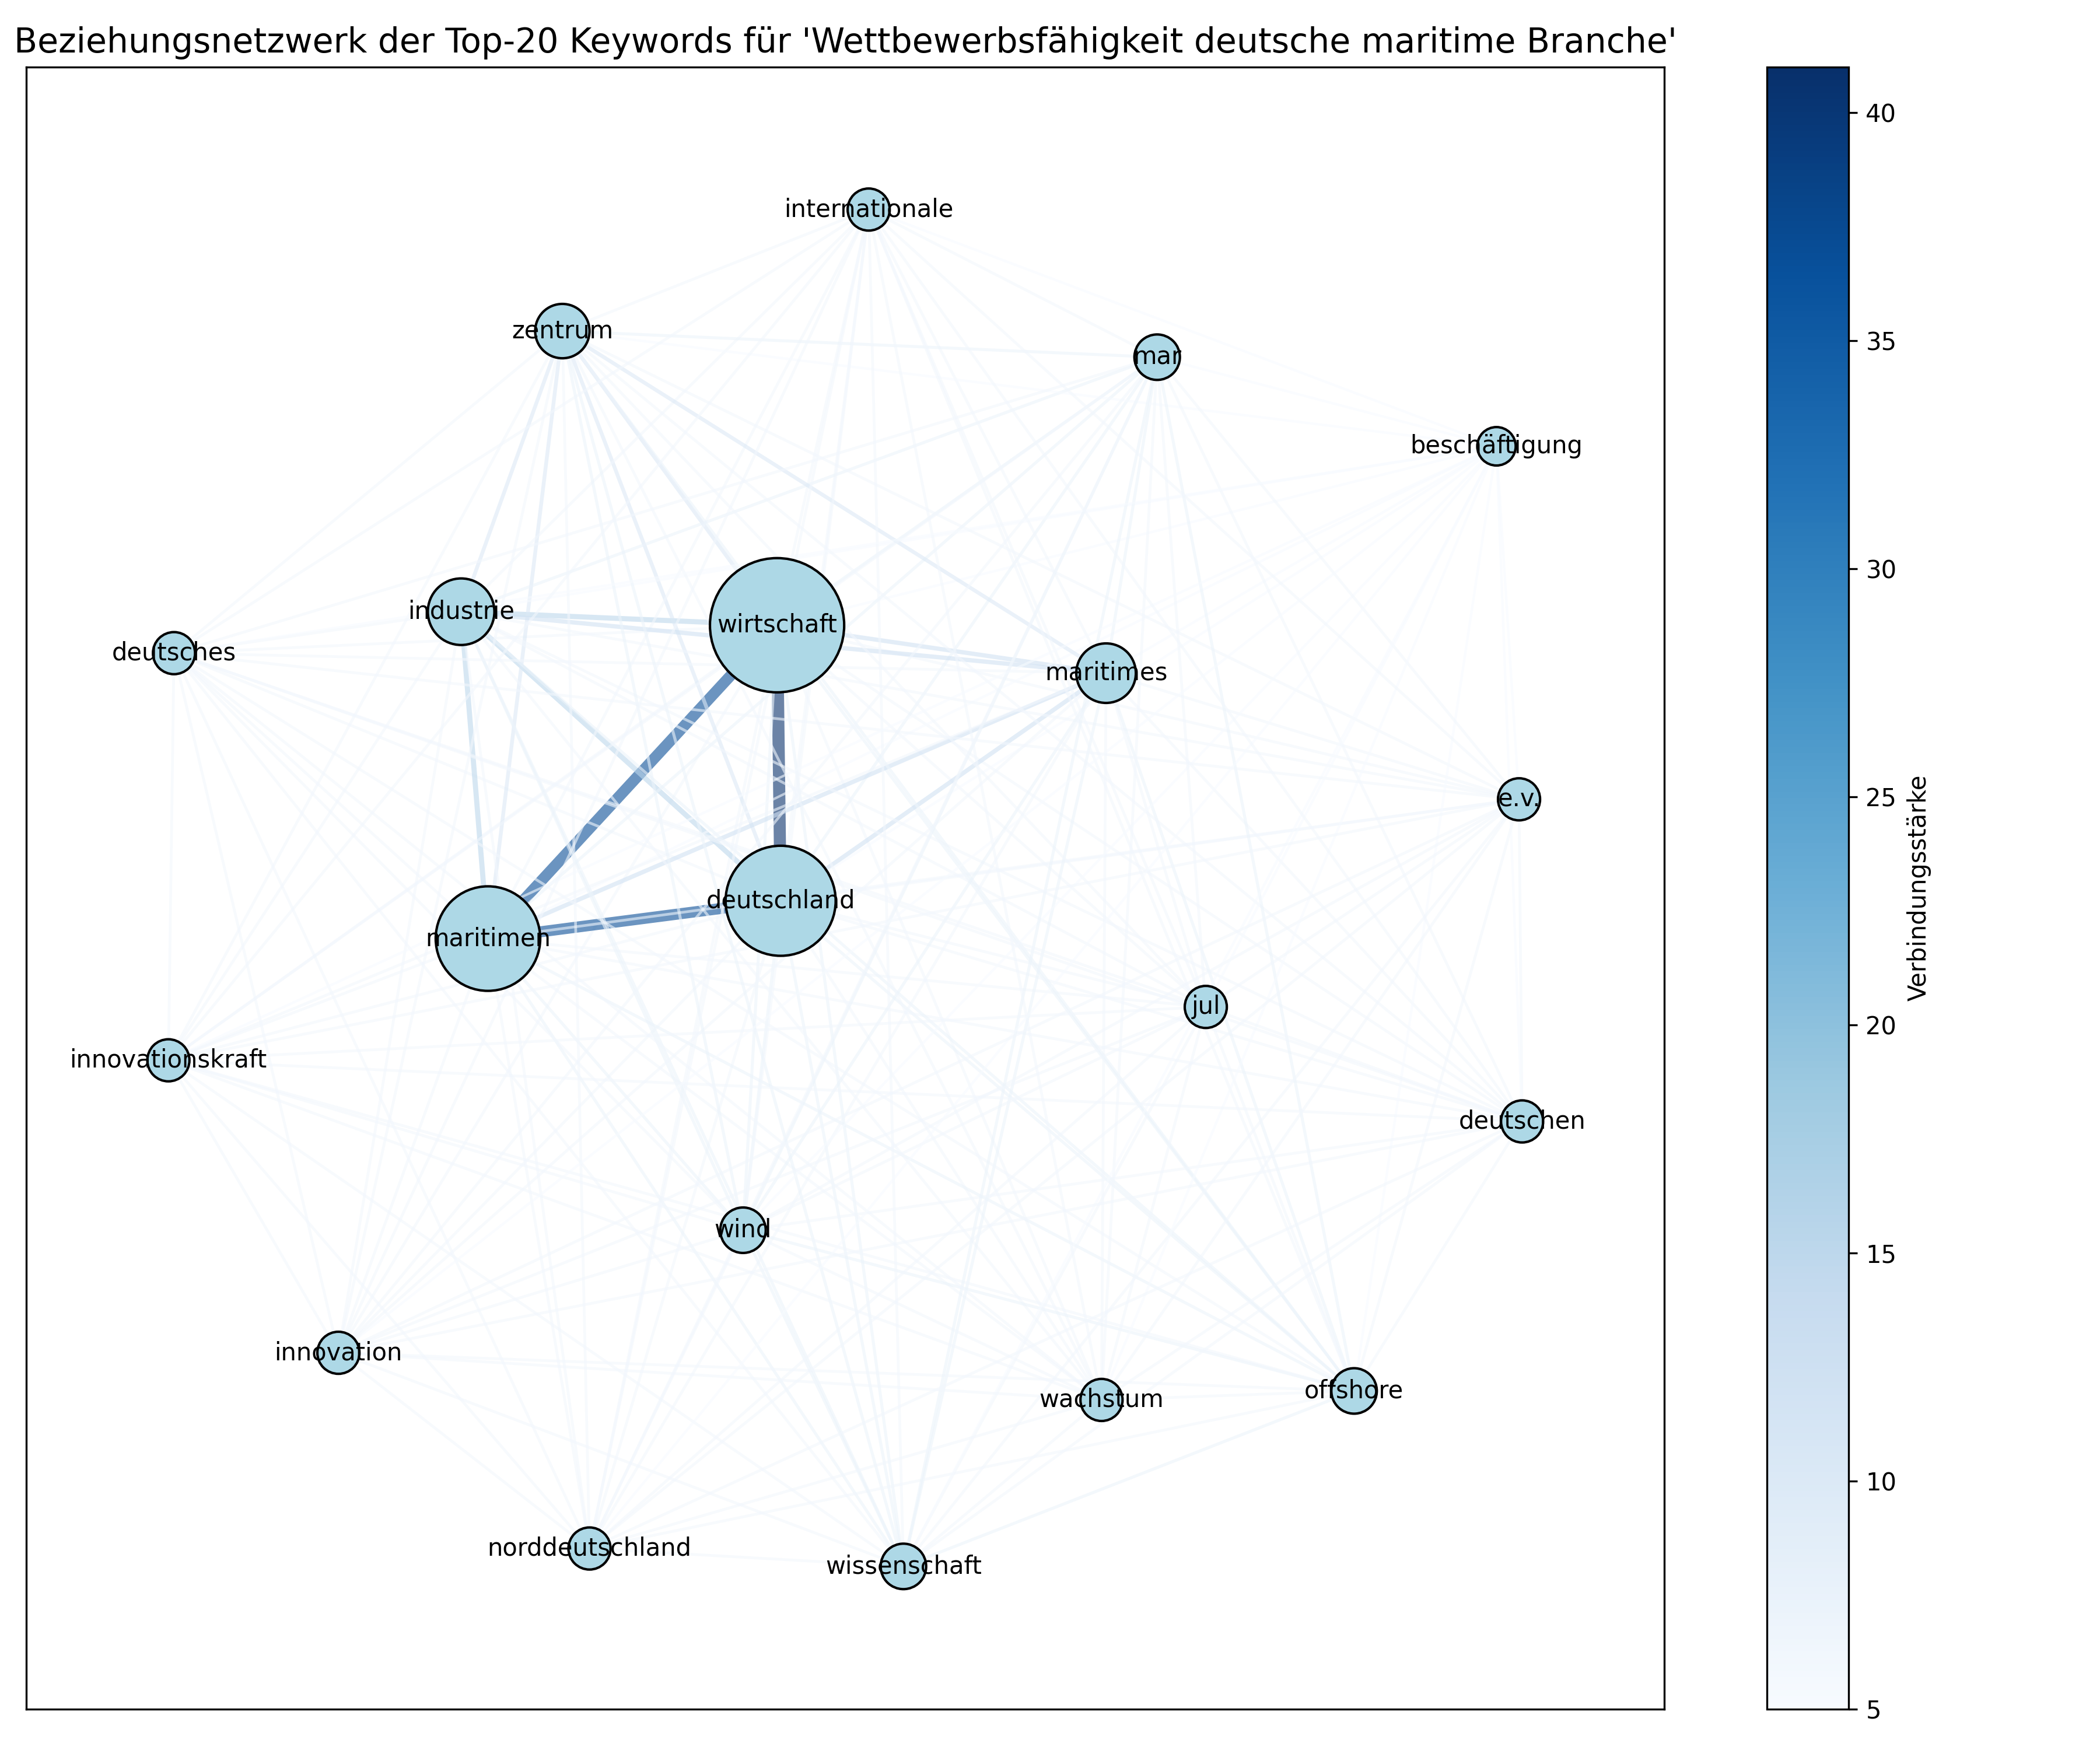 Beziehungsnetzwerk der Top-20 Keywords für 'Wettbewerbsfähigkeit deutsche maritime Branche'
internationale
zentrum
mar
beschäftigung
industrie
wirtschaft
deutsches
maritimes
e.v.
deutschland
maritimen
jul
innovationskraft
deutschen
wind
innovation
wachstum
offshore
norddeutschland
wissenschaft
40
35
30
25
20
15
10
5
Verbindungsstärke